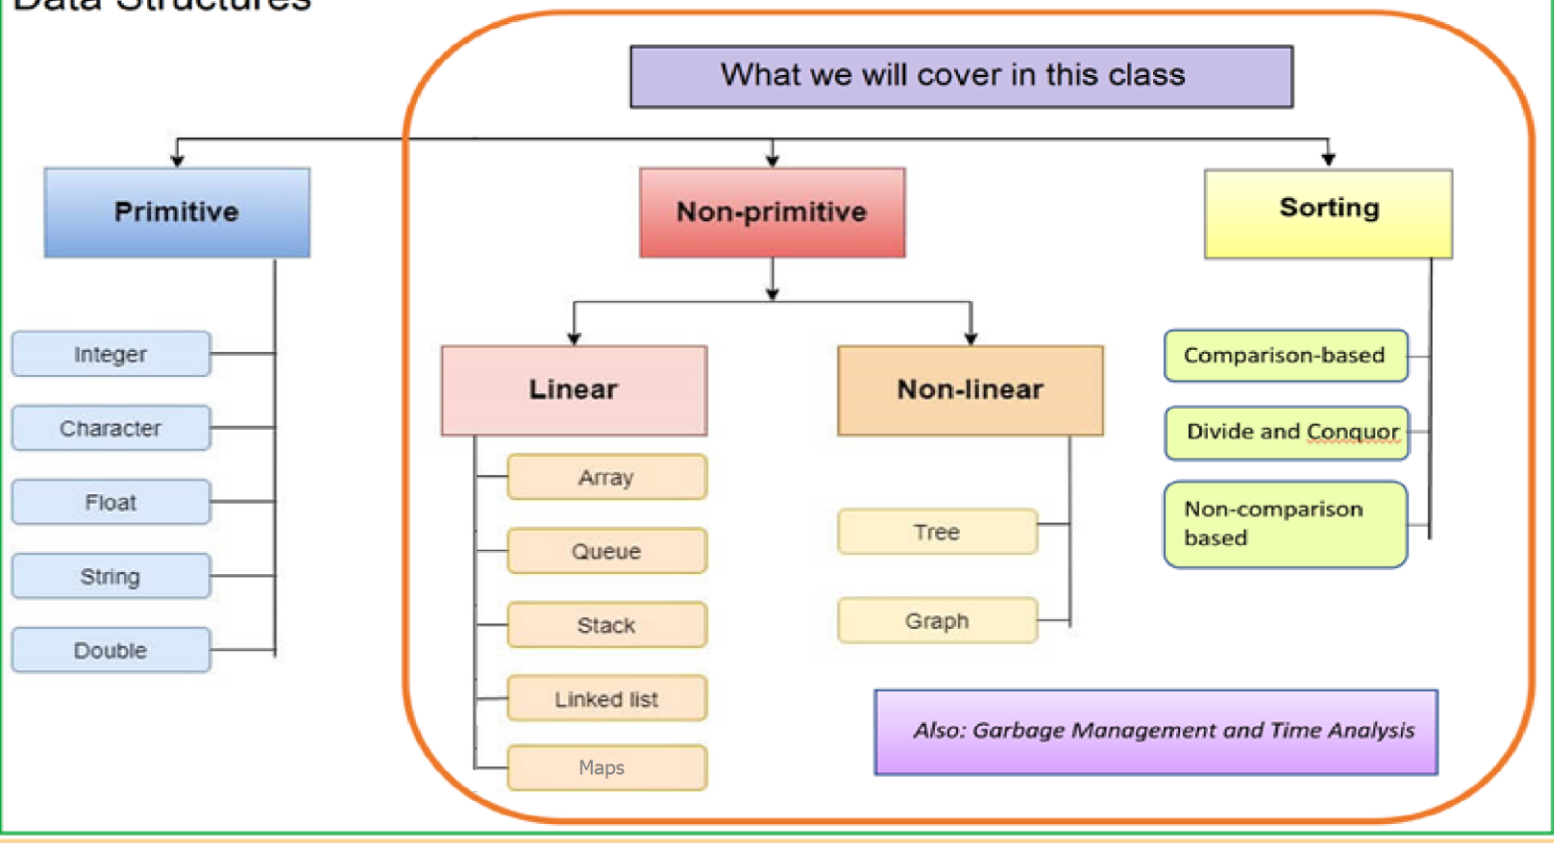 Data Structures
What we will cover in this class
Primitive
Non-primitive
Sorting
Integer
Character
Float
String
Double
Linear
Array
Queue
Stack
Linked list
Maps
Non-linear
Tree
Graph
Comparison-based
Divide and Conquor
Non-comparison
based
Also: Garbage Management and Time Analysis